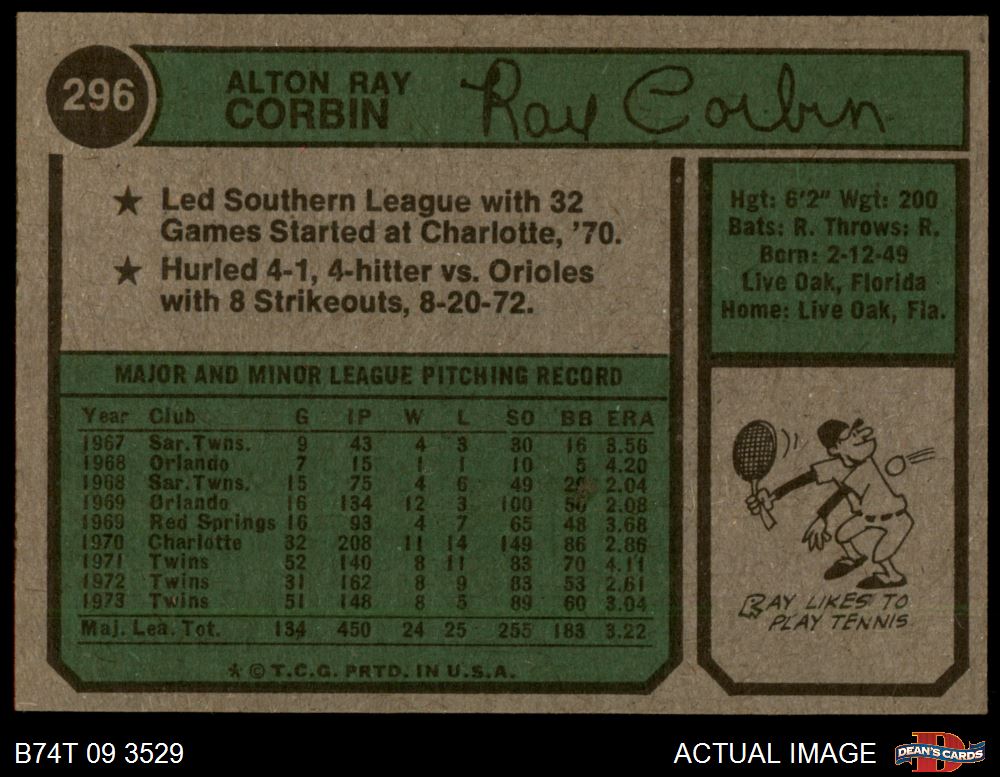 296
ALTON RAY
CORBIN
Ray Corbin
★ Led Southern League with 32
Games Started at Charlotte, '70.
★ Hurled 4-1, 4-hitter vs. Orioles
with 8 Strikeouts, 8-20-72.
Hgt: 6'2" Wgt: 200
Bats: R. Throws: R.
Born: 2-12-49
Live Oak, Florida
Home: Live Oak, Fla.
MAJOR AND MINOR LEAGUE PITCHING RECORD
Year Club G IP W L SO BB ERA
1967 Sar. Twns. 9 43 4 3 30 16 3.56
1968 Orlando 7 15 1 1 10 5 4.20
1968 Sar. Twns. 15 75 4 6 49 20 2.04
1969 Orlando 16 134 12 3 100 50 2.08
1969 Red Springs 16 93 4 7 65 48 3.68
1970 Charlotte 32 208 11 14 149 86 2.86
1971 Twins 52 140 8 11 83 70 4.11
1972 Twins 31 162 8 9 83 53 2.61
1973 Twins 51 148 8 5 89 60 3.04
Maj. Lea. Tot. 134 450 24 25 255 183 3.22
★ © T.C.G. PRTD. IN U.S.A.
RAY LIKES TO
PLAY TENNIS
B74T 09 3529
ACTUAL IMAGE
DEAN'S CARDS